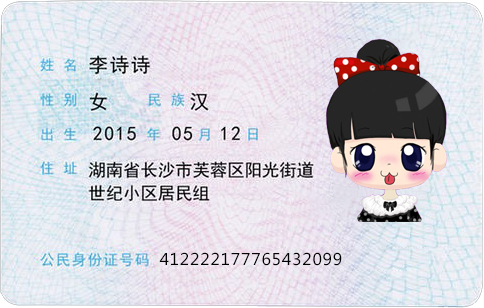 姓名 李诗诗
性别 女 民族 汉
出生 2015 年 05 月 12 日
住址 湖南省长沙市芙蓉区阳光街道
世纪小区居民组
公民身份证号码 412222177765432099